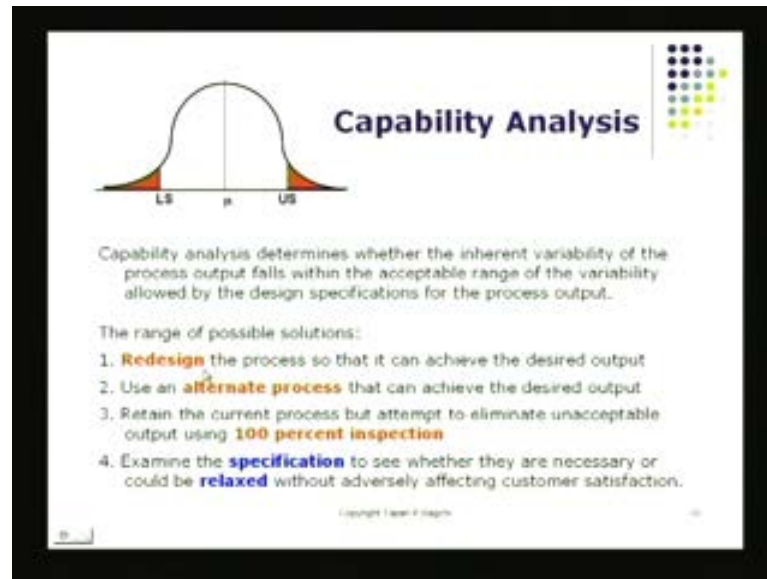 Capability Analysis
LS μ US
Capability analysis determines whether the inherent variability of the
process output falls within the acceptable range of the variability
allowed by the design specifications for the process output.
The range of possible solutions:
1. Redesign the process so that it can achieve the desired output
2. Use an alternate process that can achieve the desired output
3. Retain the current process but attempt to eliminate unacceptable
output using 100 percent inspection
4. Examine the specification to see whether they are necessary or
could be relaxed without adversely affecting customer satisfaction.
Copyright